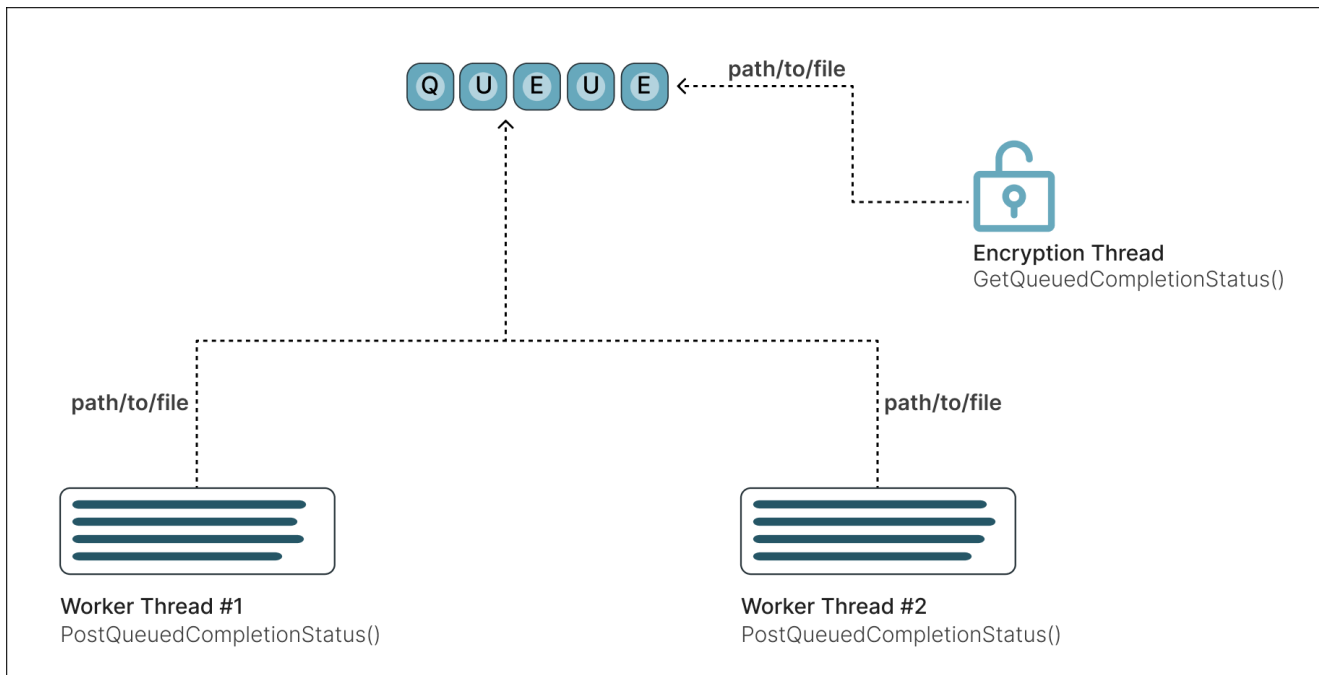 QUEUE
path/to/file
Encryption Thread
GetQueuedCompletionStatus()
path/to/file
path/to/file
Worker Thread #1
PostQueuedCompletionStatus()
Worker Thread #2
PostQueuedCompletionStatus()